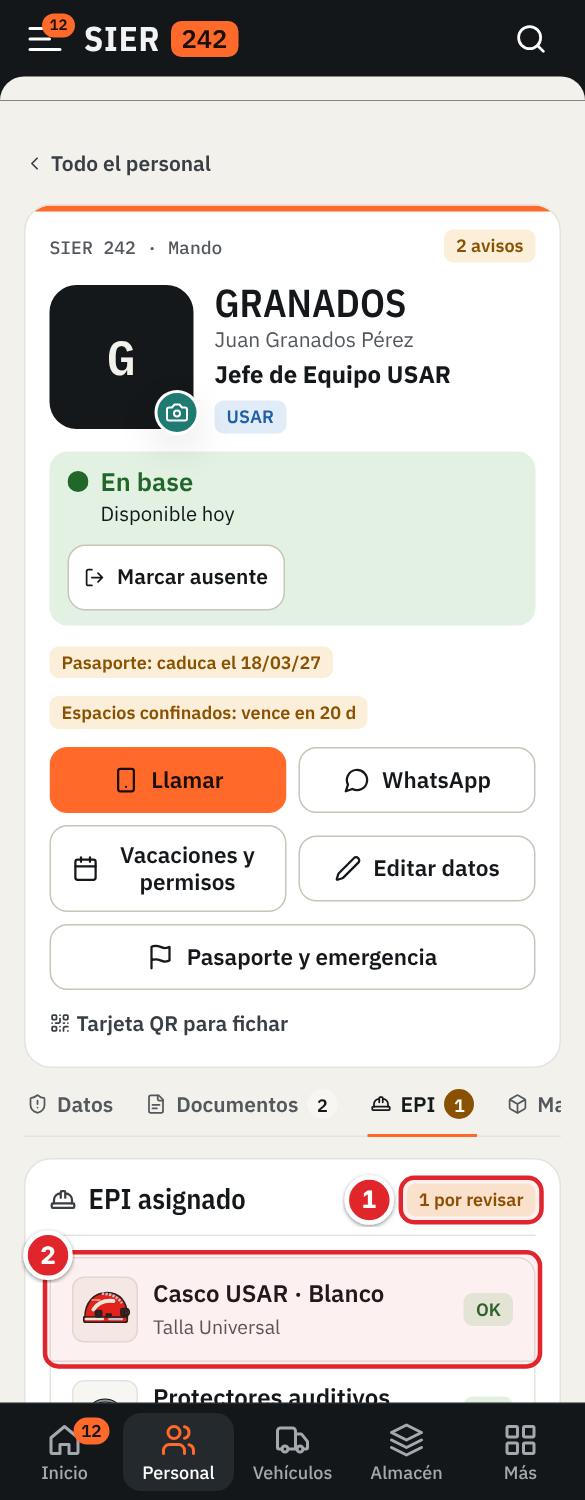 12
SIER 242
Todo el personal
SIER 242 · Mando
2 avisos
G
GRANADOS
Juan Granados Pérez
Jefe de Equipo USAR
USAR
En base
Disponible hoy
Marcar ausente
Pasaporte: caduca el 18/03/27
Espacios confinados: vence en 20 d
Llamar
WhatsApp
Vacaciones y
permisos
Editar datos
Pasaporte y emergencia
Tarjeta QR para fichar
Datos
Documentos 2
EPI 1
Ma
EPI asignado
1
1 por revisar
2
Casco USAR · Blanco
Talla Universal
OK
Protectores auditivos
12
Inicio
Personal
Vehículos
Almacén
Más